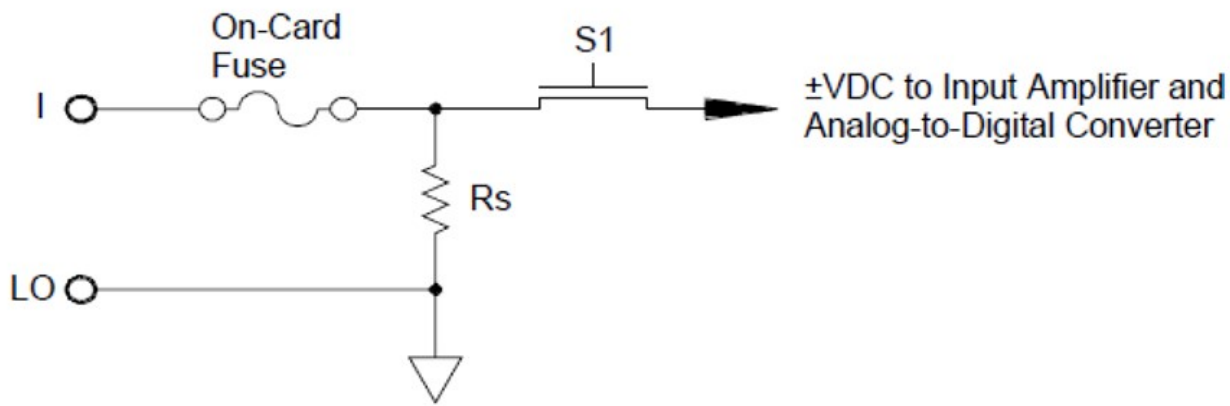 On-Card
Fuse
S1
I
±VDC to Input Amplifier and
Analog-to-Digital Converter
Rs
LO